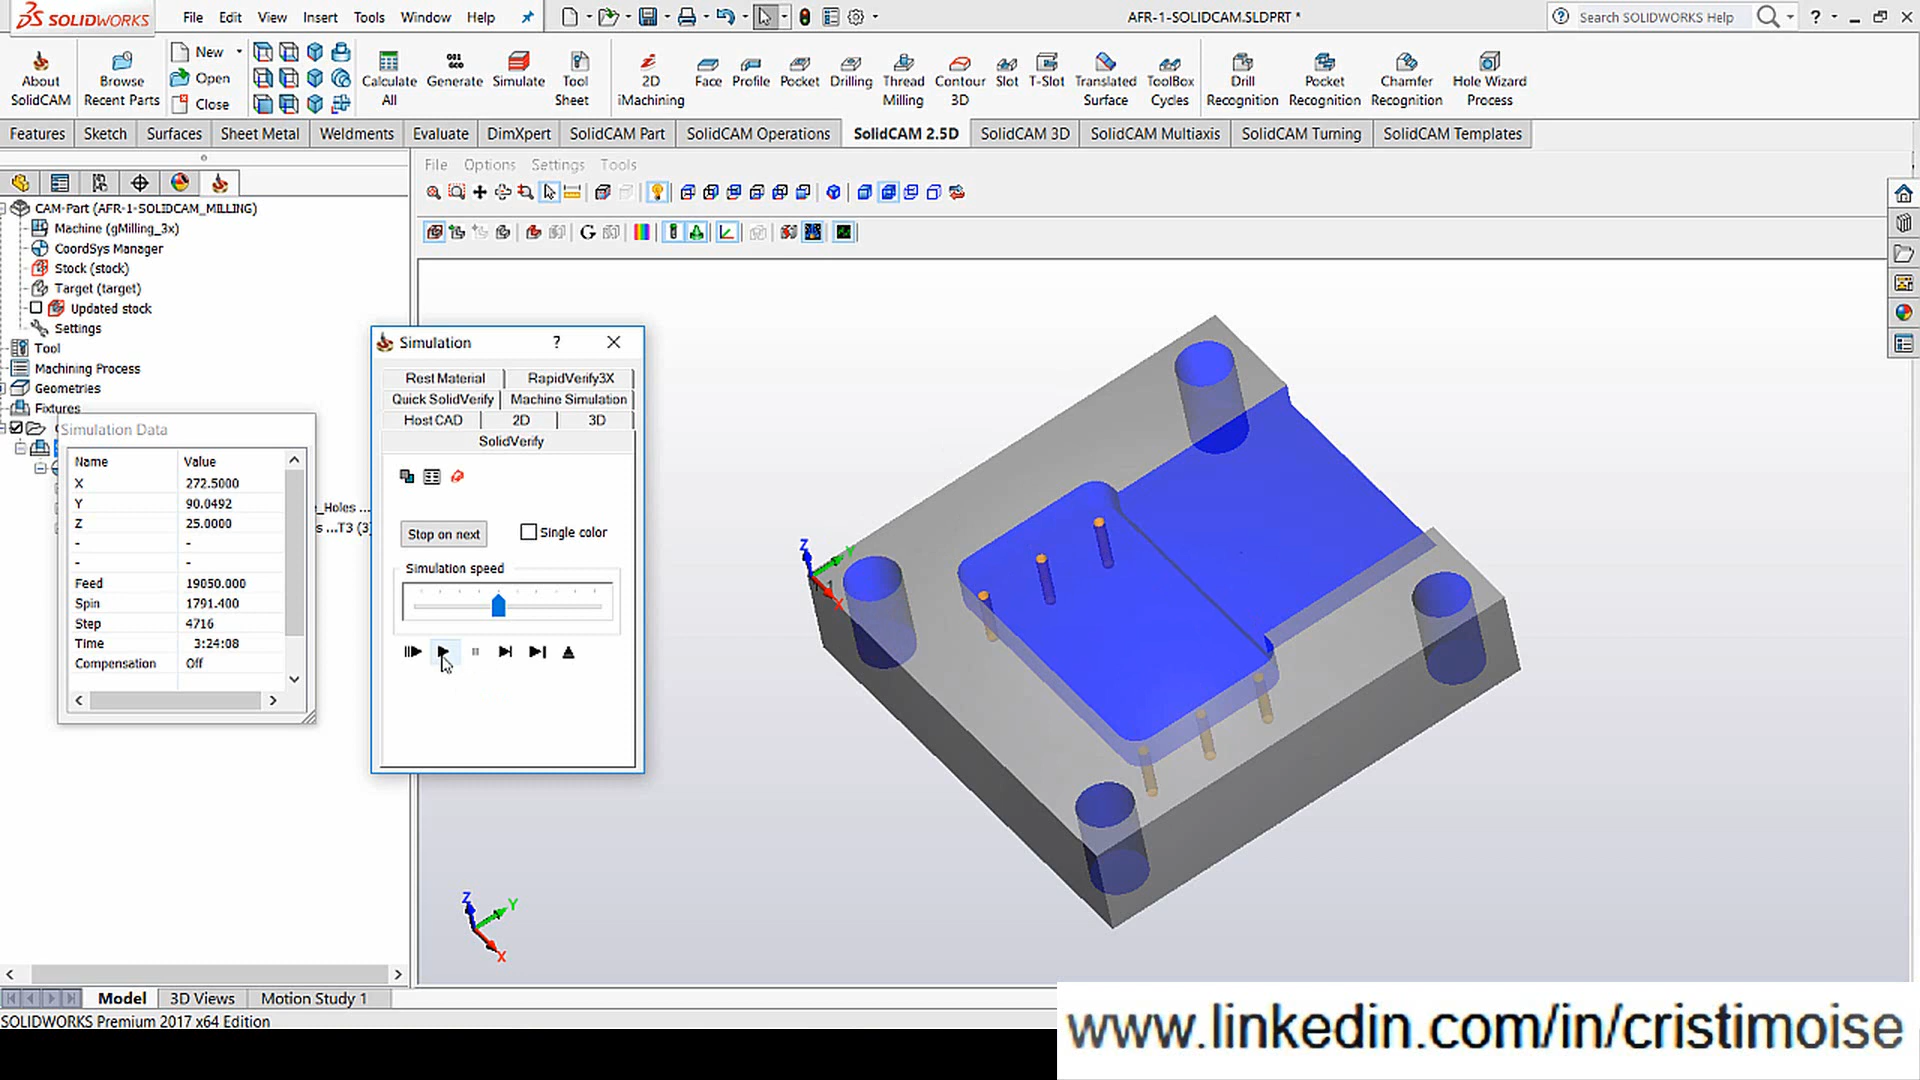 SOLIDWORKS File Edit View Insert Tools Window Help AFR-1-SOLIDCAM.SLDPRT * Search SOLIDWORKS Help ?
About SolidCAM
Browse Recent Parts
New
Open
Close
Calculate All
Generate
Simulate
Tool Sheet
2D iMachining
Face
Profile
Pocket
Drilling
Thread Milling
Contour 3D
Slot
T-Slot
Translated Surface
ToolBox Cycles
Drill Recognition
Pocket Recognition
Chamfer Recognition
Hole Wizard Process
Features Sketch Surfaces Sheet Metal Weldments Evaluate DimXpert SolidCAM Part SolidCAM Operations SolidCAM 2.5D SolidCAM 3D SolidCAM Multiaxis SolidCAM Turning SolidCAM Templates
File Options Settings Tools
CAM-Part (AFR-1-SOLIDCAM_MILLING)
Machine (gMilling_3x)
CoordSys Manager
Stock (stock)
Target (target)
Updated stock
Settings
Tool
Machining Process
Geometries
Fixtures
e_Holes ...
s ...T3 (3)
Simulation Data
Name Value
X 272.5000
Y 90.0492
Z 25.0000
- -
- -
Feed 19050.000
Spin 1791.400
Step 4716
Time 3:24:08
Compensation Off
Simulation ?
Rest Material RapidVerify3X
Quick SolidVerify Machine Simulation
Host CAD 2D 3D
SolidVerify
Stop on next Single color
Simulation speed
Z Y X
Z Y X
Model 3D Views Motion Study 1
SOLIDWORKS Premium 2017 x64 Edition
www.linkedin.com/in/cristimoise